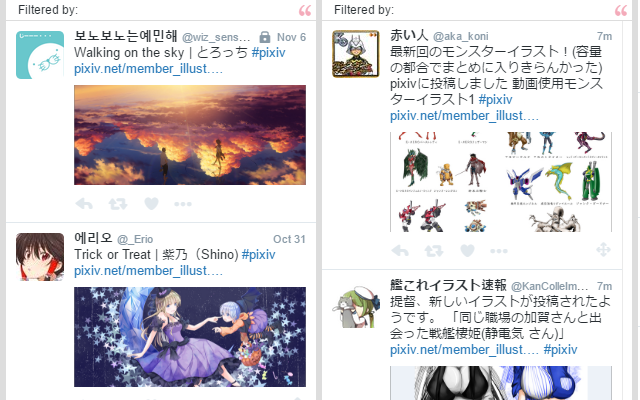 Filtered by:
보노보노는예민해 @wiz_sens... Nov 6
Walking on the sky | とろっち #pixiv
pixiv.net/member_illust....
에리오 @_Erio Oct 31
Trick or Treat | 紫乃（Shino) #pixiv
pixiv.net/member_illust....
Filtered by:
赤い人 @aka_koni 7m
最新回のモンスターイラスト！(容量
の都合でまとめに入りきらんかった)
pixivに投稿しました 動画使用モンス
ターイラスト1 #pixiv
pixiv.net/member_illust....
艦これイラスト速報 @KanColleIm... 7m
提督、新しいイラストが投稿されたよ
うです。 「同じ職場の加賀さんと出
会った戦艦棲姫(静電気 さん)」
pixiv.net/member_illust.... #pixiv